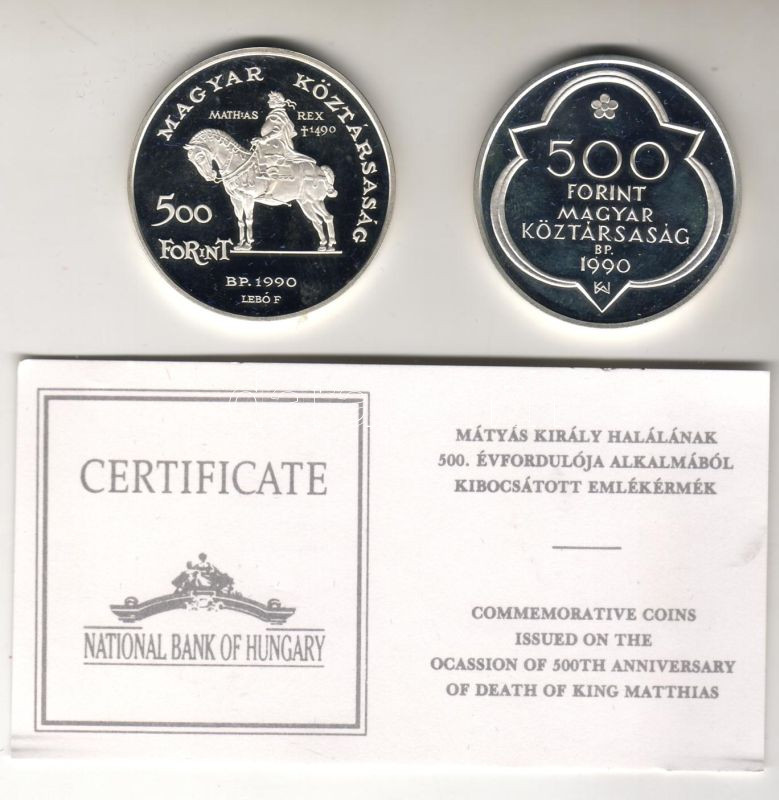 MAGYAR KÖZTÁRSASÁG
MATHIAS REX
†1490
500
FORINT
BP. 1990
LEBÓ F
500
FORINT
MAGYAR
KÖZTÁRSASÁG
BP.
1990
CERTIFICATE
NATIONAL BANK OF HUNGARY
MÁTYÁS KIRÁLY HALÁLÁNAK
500. ÉVFORDULÓJA ALKALMÁBÓL
KIBOCSÁTOTT EMLÉKÉRMÉK
COMMEMORATIVE COINS
ISSUED ON THE
OCASSION OF 500TH ANNIVERSARY
OF DEATH OF KING MATTHIAS